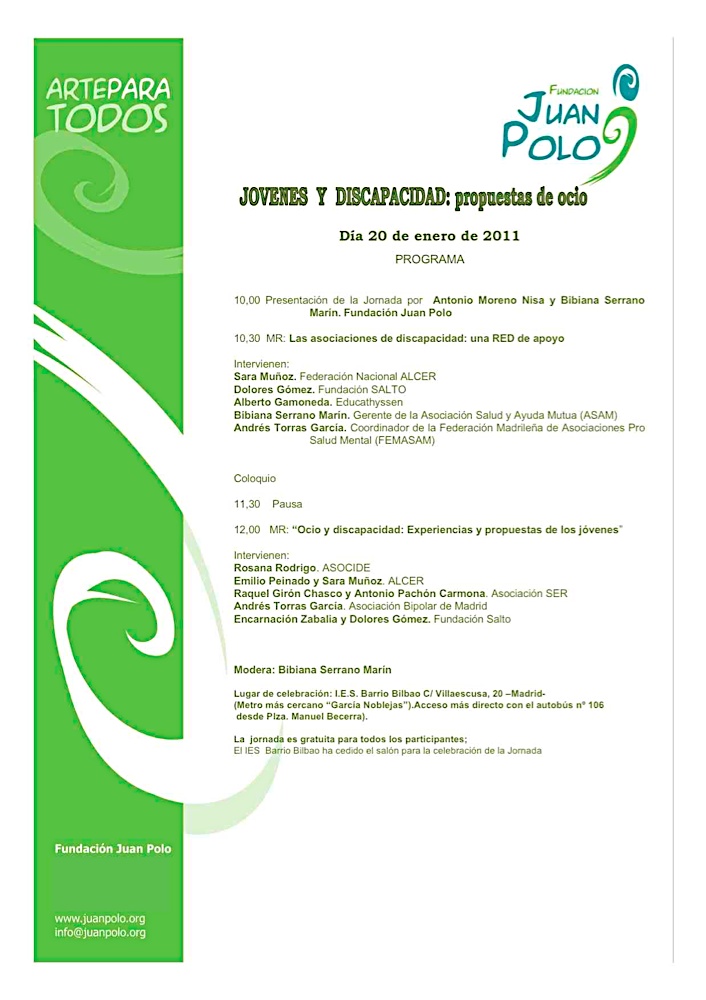 ARTEPARA
TODOS
FUNDACION
JUAN
POLO
JOVENES Y DISCAPACIDAD: propuestas de ocio
Día 20 de enero de 2011
PROGRAMA
10,00 Presentación de la Jornada por Antonio Moreno Nisa y Bibiana Serrano
Marín. Fundación Juan Polo
10,30 MR: Las asociaciones de discapacidad: una RED de apoyo
Intervienen:
Sara Muñoz. Federación Nacional ALCER
Dolores Gómez. Fundación SALTO
Alberto Gamoneda. Educathyssen
Bibiana Serrano Marín. Gerente de la Asociación Salud y Ayuda Mutua (ASAM)
Andrés Torras García. Coordinador de la Federación Madrileña de Asociaciones Pro
Salud Mental (FEMASAM)
Coloquio
11,30 Pausa
12,00 MR: “Ocio y discapacidad: Experiencias y propuestas de los jóvenes”
Intervienen:
Rosana Rodrigo. ASOCIDE
Emilio Peinado y Sara Muñoz. ALCER
Raquel Girón Chasco y Antonio Pachón Carmona. Asociación SER
Andrés Torras García. Asociación Bipolar de Madrid
Encarnación Zabalia y Dolores Gómez. Fundación Salto
Modera: Bibiana Serrano Marín
Lugar de celebración: I.E.S. Barrio Bilbao C/ Villaescusa, 20 –Madrid-
(Metro más cercano “García Noblejas”).Acceso más directo con el autobús nº 106
desde Plza. Manuel Becerra).
La jornada es gratuita para todos los participantes;
El IES Barrio Bilbao ha cedido el salón para la celebración de la Jornada
Fundación Juan Polo
www.juanpolo.org
info@juanpolo.org